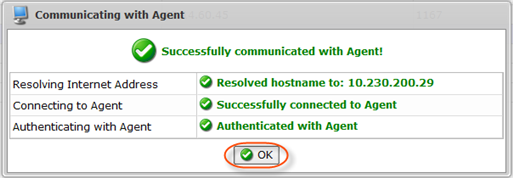 Communicating with Agent
Successfully communicated with Agent!
Resolving Internet Address Resolved hostname to: 10.230.200.29
Connecting to Agent Successfully connected to Agent
Authenticating with Agent Authenticated with Agent
OK